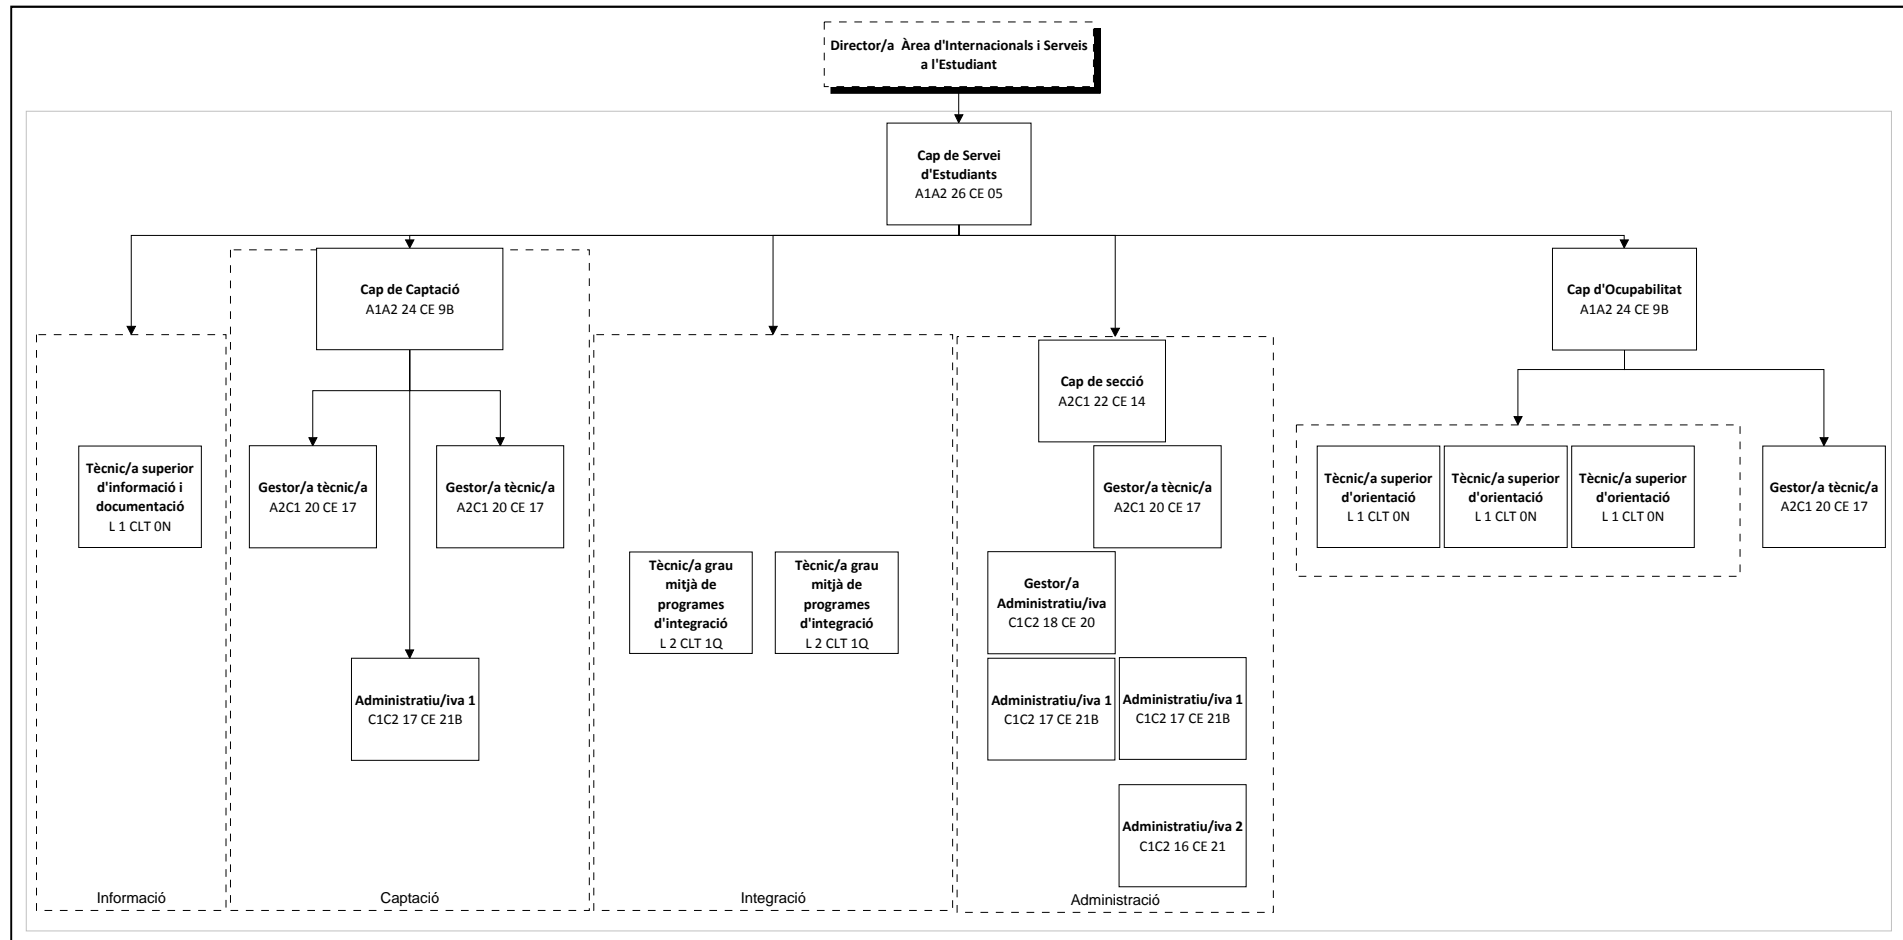 Director/a Àrea d'Internacionals i Serveis
a l'Estudiant
Cap de Servei
d'Estudiants
A1A2 26 CE 05
Cap de Captació
A1A2 24 CE 9B
Cap d'Ocupabilitat
A1A2 24 CE 9B
Cap de secció
A2C1 22 CE 14
Tècnic/a superior
d'informació i
documentació
L 1 CLT 0N
Gestor/a tècnic/a
A2C1 20 CE 17
Gestor/a tècnic/a
A2C1 20 CE 17
Gestor/a tècnic/a
A2C1 20 CE 17
Tècnic/a superior
d'orientació
L 1 CLT 0N
Tècnic/a superior
d'orientació
L 1 CLT 0N
Tècnic/a superior
d'orientació
L 1 CLT 0N
Gestor/a tècnic/a
A2C1 20 CE 17
Tècnic/a grau
mitjà de
programes
d'integració
L 2 CLT 1Q
Tècnic/a grau
mitjà de
programes
d'integració
L 2 CLT 1Q
Gestor/a
Administratiu/iva
C1C2 18 CE 20
Administratiu/iva 1
C1C2 17 CE 21B
Administratiu/iva 1
C1C2 17 CE 21B
Administratiu/iva 1
C1C2 17 CE 21B
Administratiu/iva 2
C1C2 16 CE 21
Informació
Captació
Integració
Administració